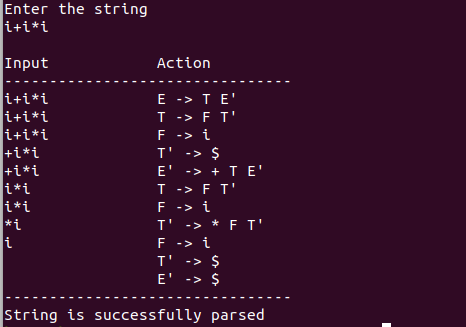 Enter the string
i+i*i
Input Action
--------------------------------
i+i*i E -> T E'
i+i*i T -> F T'
i+i*i F -> i
+i*i T' -> $
+i*i E' -> + T E'
i*i T -> F T'
i*i F -> i
*i T' -> * F T'
i F -> i
T' -> $
E' -> $
--------------------------------
String is successfully parsed